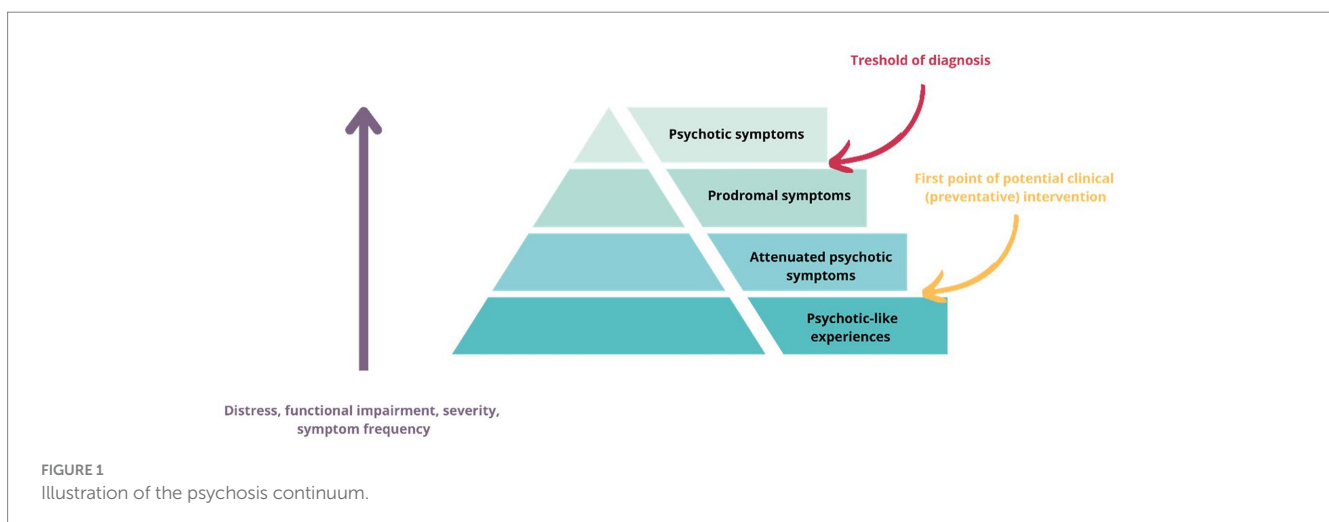 Treshold of diagnosis
Psychotic symptoms
Prodromal symptoms
First point of potential clinical
(preventative) intervention
Attenuated psychotic
symptoms
Psychotic-like
experiences
Distress, functional impairment, severity,
symptom frequency
FIGURE 1
Illustration of the psychosis continuum.